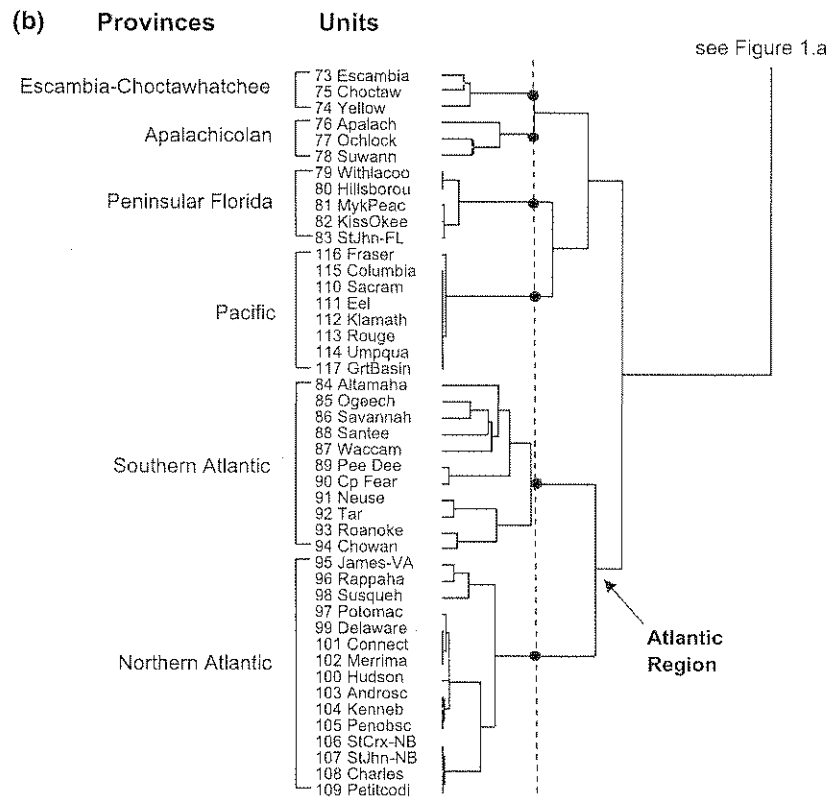 (b) Provinces Units
see Figure 1.a
Escambia-Choctawhatchee
73 Escambia
75 Choctaw
74 Yellow
Apalachicolan
76 Apalach
77 Ochlock
78 Suwann
Peninsular Florida
79 Withlacoo
80 Hillsborou
81 MykPeac
82 KissOkee
83 StJhn-FL
Pacific
116 Fraser
115 Columbia
110 Sacram
111 Eel
112 Klamath
113 Rouge
114 Umpqua
117 GrtBasin
Southern Atlantic
84 Altamaha
85 Ogeech
86 Savannah
88 Santee
87 Waccam
89 Pee Dee
90 Cp Fear
91 Neuse
92 Tar
93 Roanoke
94 Chowan
Northern Atlantic
95 James-VA
96 Rappaha
98 Susqueh
97 Potomac
99 Delaware
101 Connect
102 Merrima
100 Hudson
103 Androsc
104 Kenneb
105 Penobsc
106 StCrx-NB
107 StJhn-NB
108 Charles
109 Petitcodi
Atlantic
Region